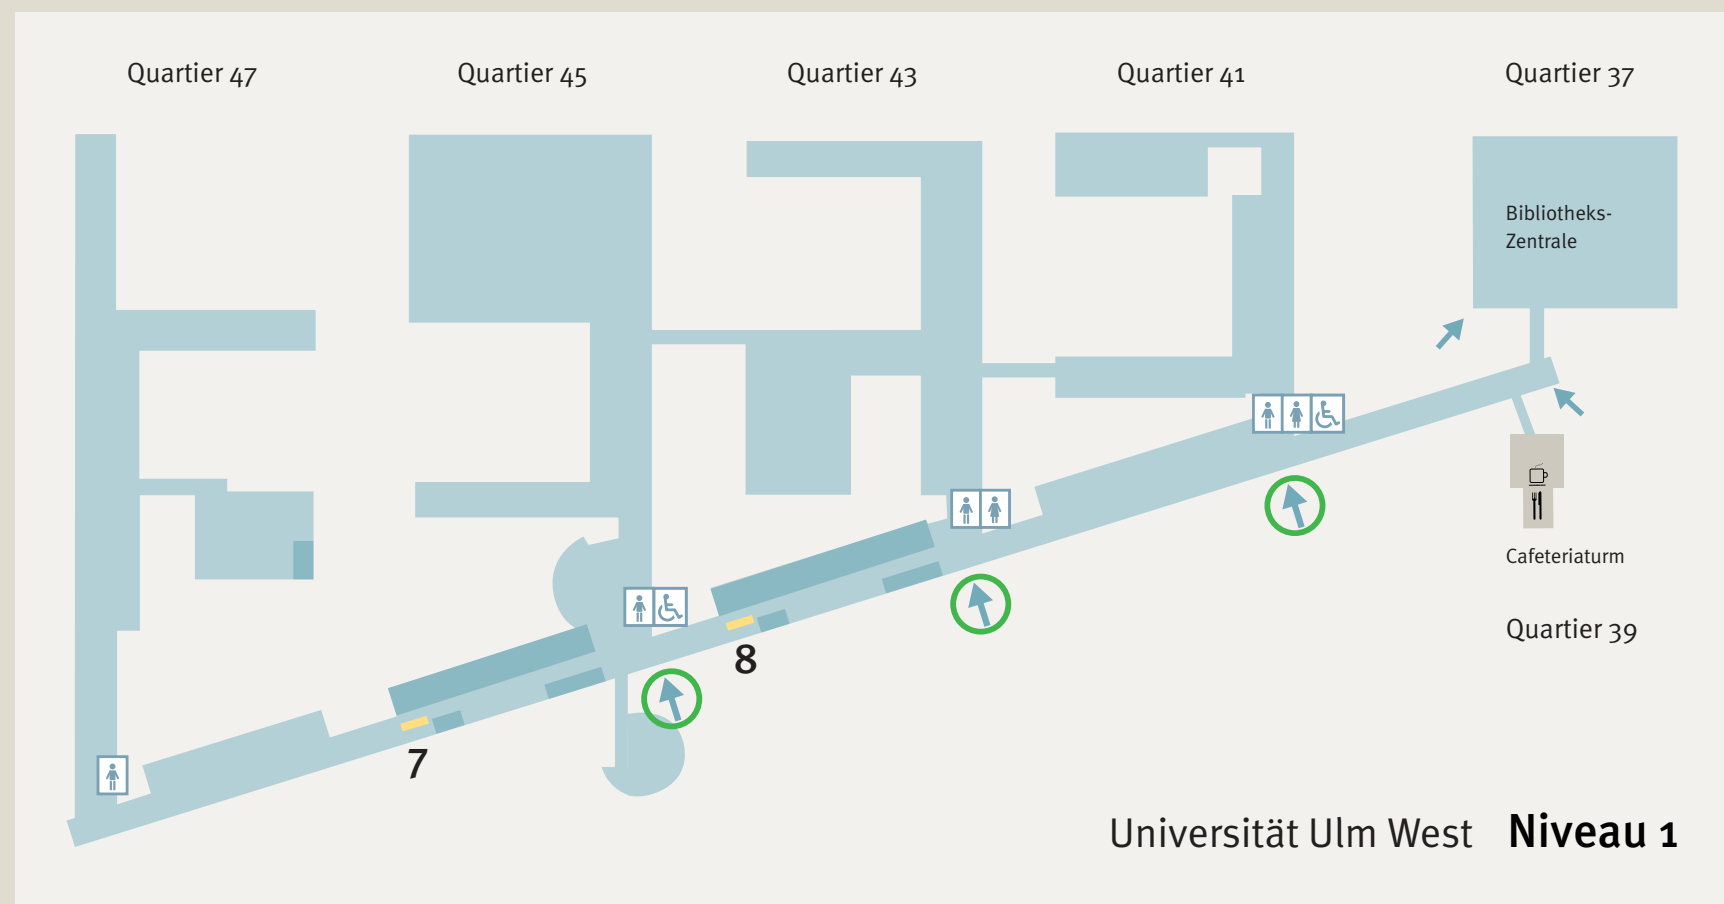 Quartier 47
Quartier 45
Quartier 43
Quartier 41
Quartier 37
Bibliotheks-
Zentrale
Cafeteriaturm
Quartier 39
8
7
Universität Ulm West Niveau 1